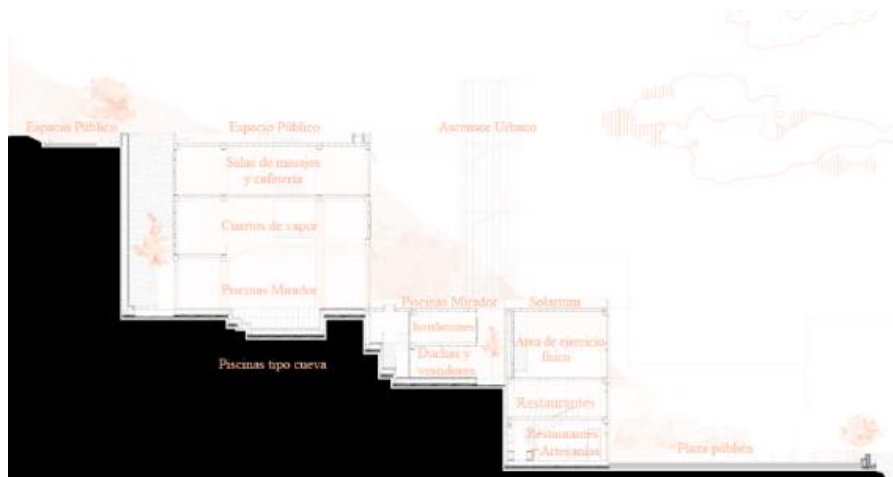 Espacio Público
Espacio Público
Ascensor Urbano
Salas de masajes
y cafetería
Cuartos de vapor
Piscinas Mirador
Piscinas Mirador
Solarium
Área de ejercicio
físico
Duchas y
vestidores
Piscinas tipo cueva
Restaurantes
Restaurantes
Artesanías
Plaza pública